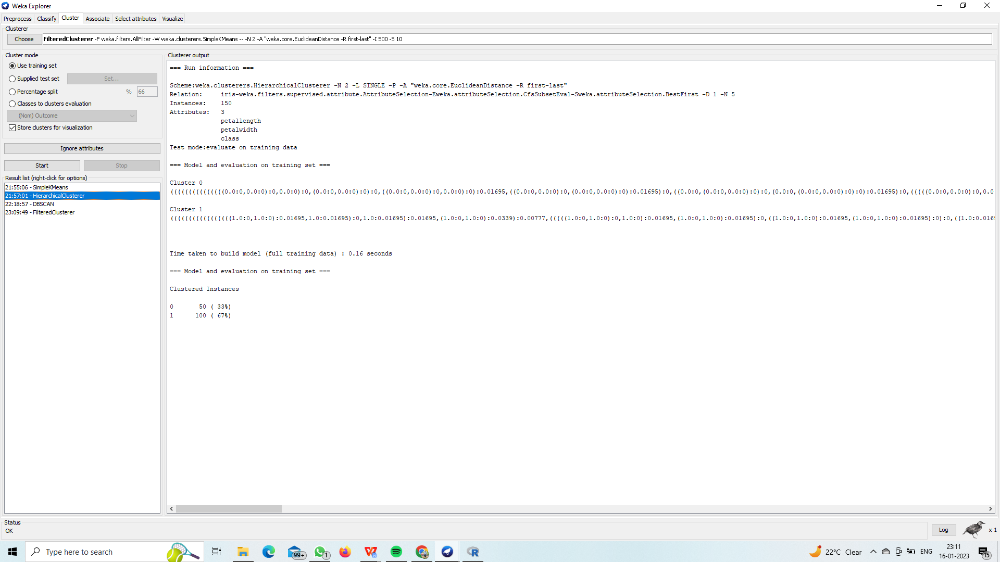 Weka Explorer
Preprocess Classify Cluster Associate Select attributes Visualize
Clusterer
Choose FilteredClusterer -F weka.filters.AllFilter -W weka.clusterers.SimpleKMeans -- -N 2 -A "weka.core.EuclideanDistance -R first-last" -I 500 -S 10
Cluster mode
Use training set
Supplied test set Set...
Percentage split % 66
Classes to clusters evaluation
(Nom) Outcome
Store clusters for visualization
Ignore attributes
Start Stop
Result list (right-click for options)
21:55:06 - SimpleKMeans
21:57:01 - HierarchicalClusterer
22:18:57 - DBSCAN
23:09:49 - FilteredClusterer
Clusterer output
=== Run information ===
Scheme:weka.clusterers.HierarchicalClusterer -N 2 -L SINGLE -P -A "weka.core.EuclideanDistance -R first-last"
Relation: iris-weka.filters.supervised.attribute.AttributeSelection-Eweka.attributeSelection.CfsSubsetEval-Sweka.attributeSelection.BestFirst -D 1 -N 5
Instances: 150
Attributes: 3
petallength
petalwidth
class
Test mode:evaluate on training data
=== Model and evaluation on training set ===
Cluster 0
(((((((((((((((0.0:0,0.0:0):0,0.0:0):0,(0.0:0,0.0:0):0):0,((0.0:0,0.0:0):0,0.0:0):0):0.01695,((0.0:0,0.0:0):0,(0.0:0,0.0:0):0):0.01695):0,((0.0:0,(0.0:0,0.0:0):0):0,(0.0:0,(0.0:0,0.0:0):0):0):0.01695):0,(((((0.0:0,0.0:0):0,0.0
Cluster 1
(((((((((((((((((1.0:0,1.0:0):0.01695,1.0:0.01695):0,1.0:0.01695):0.01695,(1.0:0,1.0:0):0.0339):0.00777,(((((1.0:0,1.0:0):0,1.0:0):0.01695,(1.0:0,1.0:0):0.01695):0,((1.0:0,1.0:0):0.01695,(1.0:0,1.0:0):0.01695):0):0,((1.0:0.0169
Time taken to build model (full training data) : 0.16 seconds
=== Model and evaluation on training set ===
Clustered Instances
0 50 ( 33%)
1 100 ( 67%)
Status
OK
Log x 1
Type here to search
99+
1
22°C Clear
ENG
23:11
16-01-2023
15